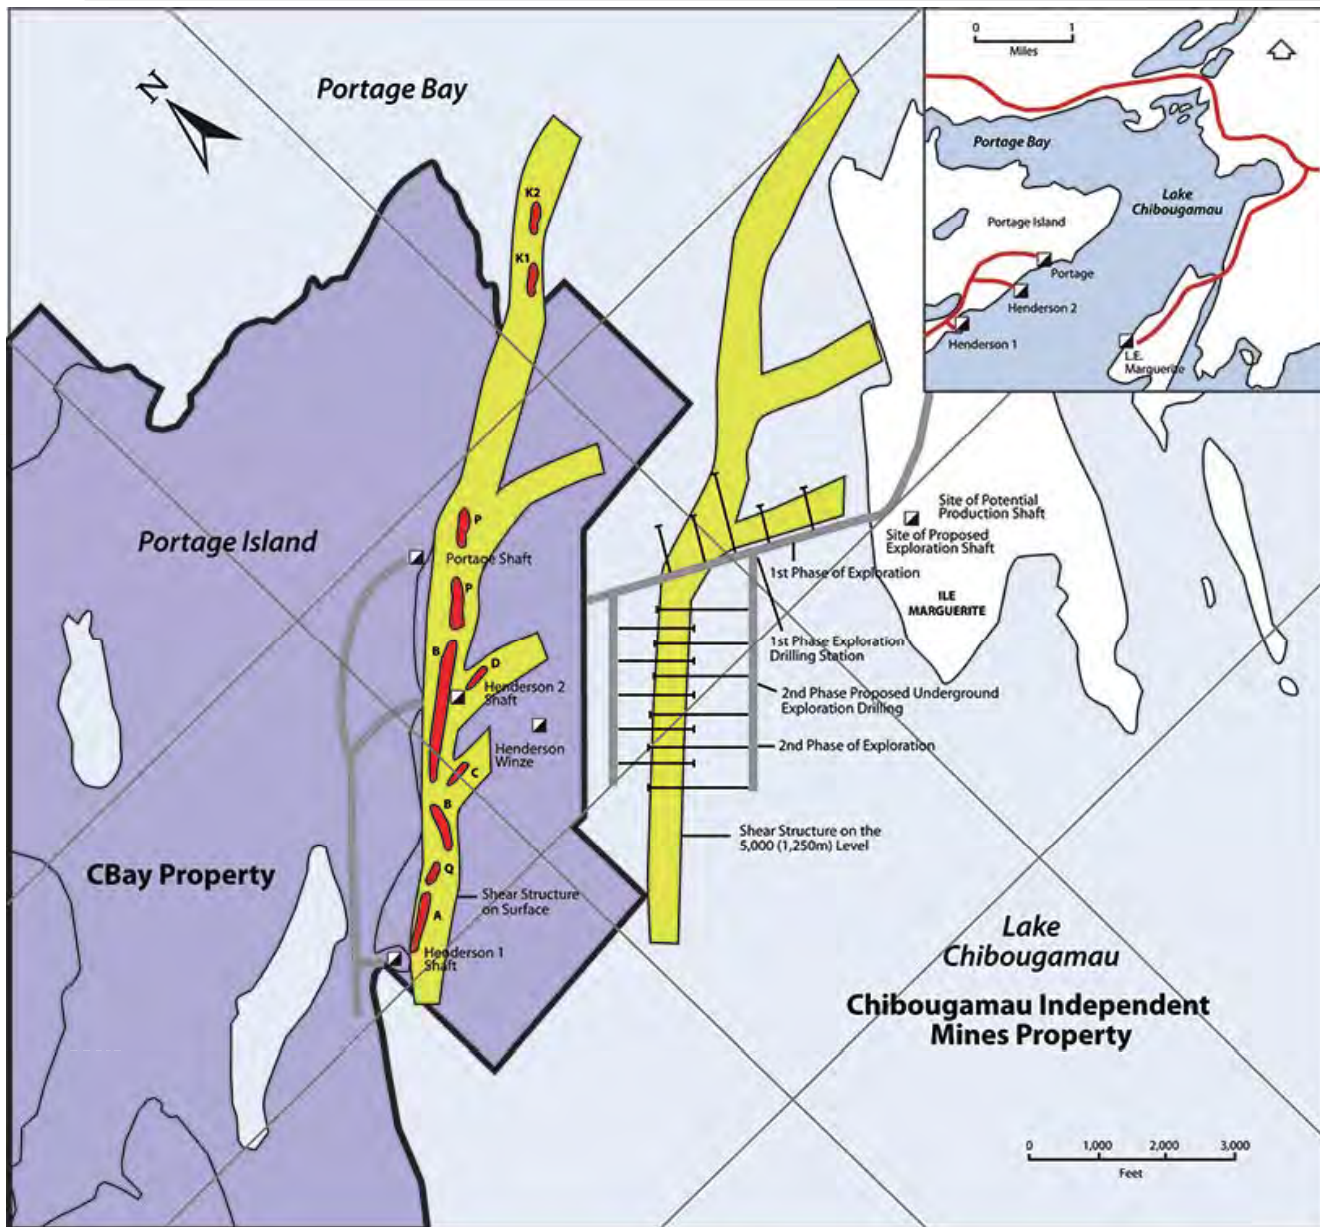 N
Portage Bay
0 1
Miles
Portage Bay
Lake
Chibougamau
Portage Island
Portage
Henderson 2
Henderson 1
L.E.
Marguerite
K2
K1
P
Portage Island
Portage Shaft
P
B
D
Henderson 2
Shaft
Henderson
Winze
C
B
Q
A
CBay Property
Shear Structure
on Surface
Henderson 1
Shaft
Site of Potential
Production Shaft
Site of Proposed
Exploration Shaft
1st Phase of Exploration
ILE
MARGUERITE
1st Phase Exploration
Drilling Station
2nd Phase Proposed Underground
Exploration Drilling
2nd Phase of Exploration
Shear Structure on the
5,000 (1,250m) Level
Lake
Chibougamau
Chibougamau Independent
Mines Property
0 1,000 2,000 3,000
Feet